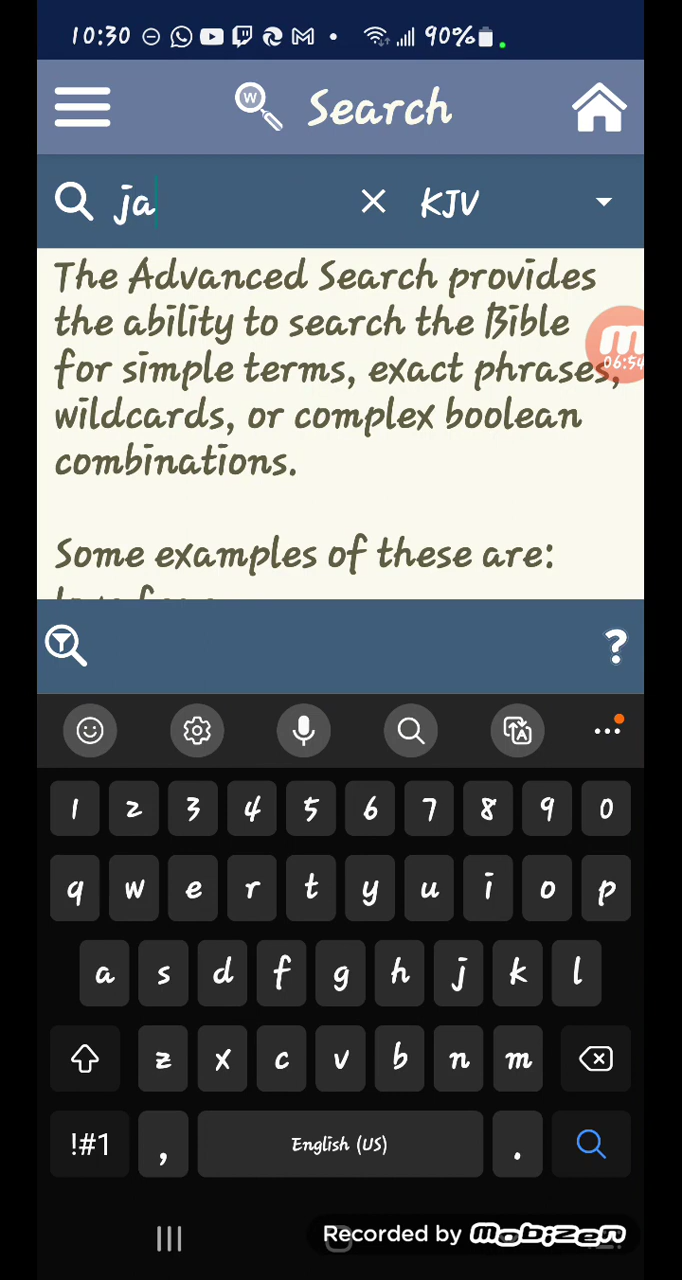 10:30 90%
W Search
ja KJV
The Advanced Search provides
the ability to search the Bible
for simple terms, exact phrases,
wildcards, or complex boolean
combinations.
06:54
Some examples of these are:
?
1 2 3 4 5 6 7 8 9 0
q w e r t y u i o p
a s d f g h j k l
z x c v b n m
!#1 , English (US) .
Recorded by mobizen